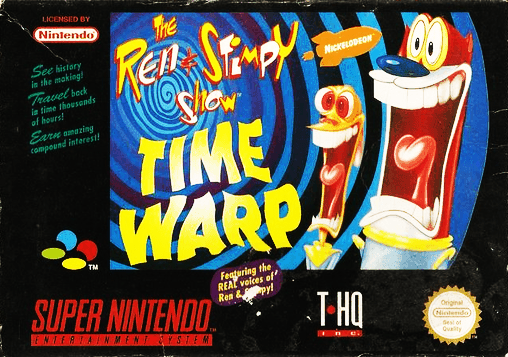 LICENSED BY
Nintendo
See history
in the making!
Travel back
in time thousands
of hours!
Earn amazing
compound interest!
The
Ren & Stimpy
Show™
NICKELODEON
TIME
WARP
TM
Featuring the
REAL voices of
Ren & Stimpy!
SUPER NINTENDO
ENTERTAINMENT SYSTEM
T·HQ
INC.
Original
Nintendo
Seal of
Quality